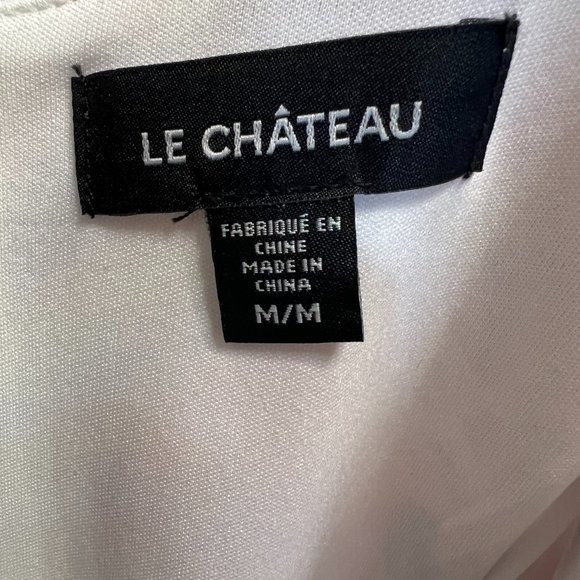 LE CHÂTEAU
FABRIQUÉ EN
CHINE
MADE IN
CHINA
M/M